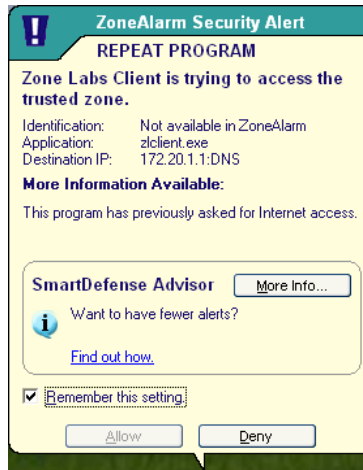 ZoneAlarm Security Alert
REPEAT PROGRAM
Zone Labs Client is trying to access the
trusted zone.
Identification: Not available in ZoneAlarm
Application: zlclient.exe
Destination IP: 172.20.1.1:DNS
More Information Available:
This program has previously asked for Internet access.
SmartDefense Advisor More Info...
Want to have fewer alerts?
Find out how.
Remember this setting.
Allow Deny